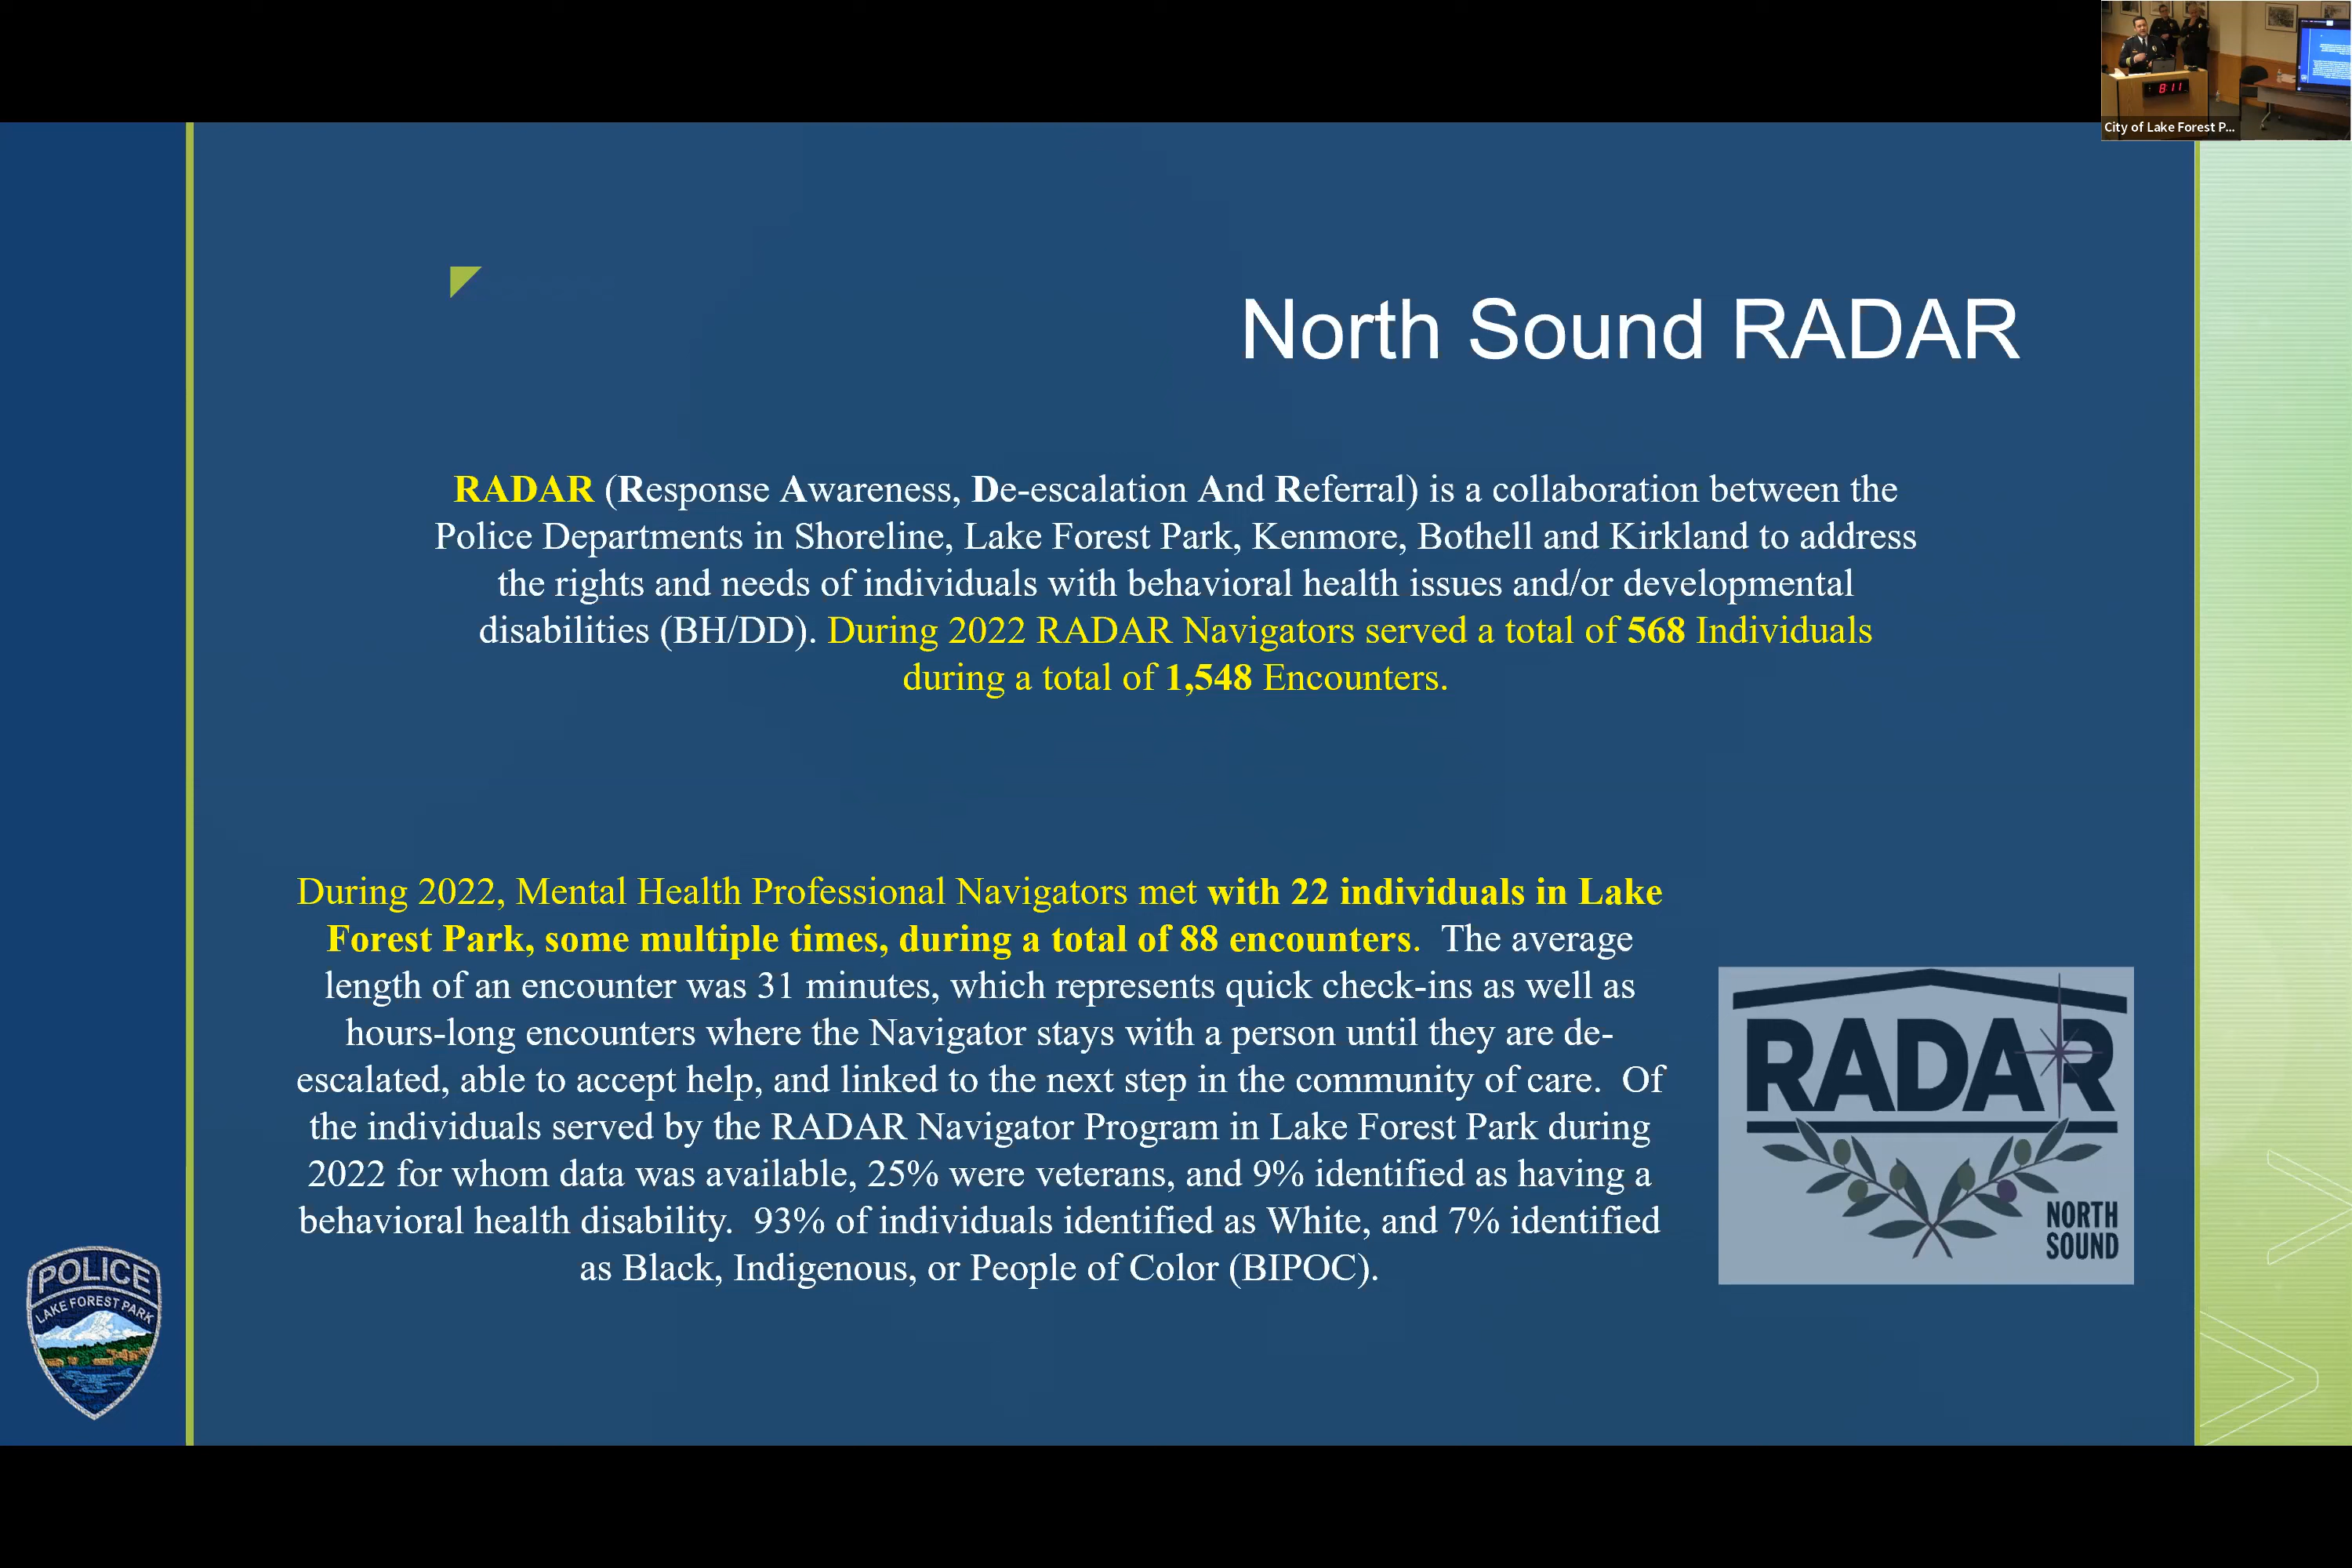 8 11
City of Lake Forest P...
North Sound RADAR
RADAR (Response Awareness, De-escalation And Referral) is a collaboration between the
Police Departments in Shoreline, Lake Forest Park, Kenmore, Bothell and Kirkland to address
the rights and needs of individuals with behavioral health issues and/or developmental
disabilities (BH/DD). During 2022 RADAR Navigators served a total of 568 Individuals
during a total of 1,548 Encounters.
During 2022, Mental Health Professional Navigators met with 22 individuals in Lake
Forest Park, some multiple times, during a total of 88 encounters.  The average
length of an encounter was 31 minutes, which represents quick check-ins as well as
hours-long encounters where the Navigator stays with a person until they are de-
escalated, able to accept help, and linked to the next step in the community of care.  Of
the individuals served by the RADAR Navigator Program in Lake Forest Park during
2022 for whom data was available, 25% were veterans, and 9% identified as having a
behavioral health disability.  93% of individuals identified as White, and 7% identified
as Black, Indigenous, or People of Color (BIPOC).
RADAR
NORTH
SOUND
POLICE
LAKE FOREST PARK